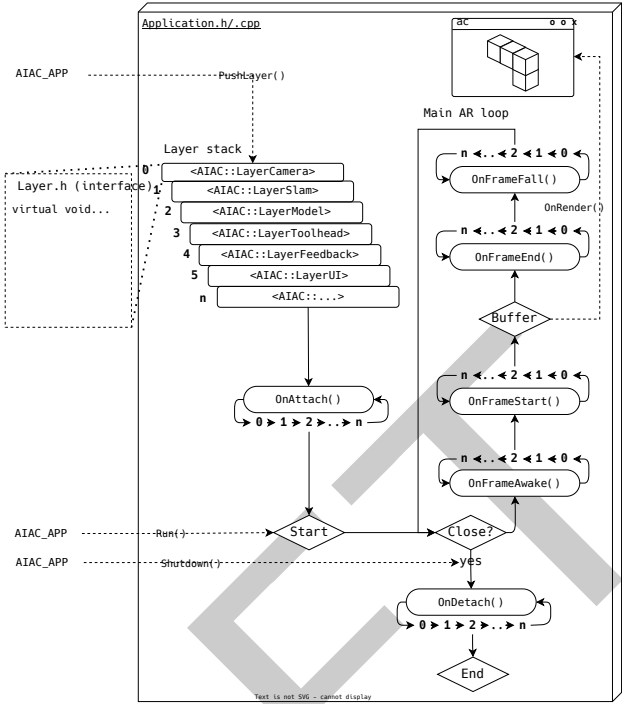 Application.h/.cpp
ac
o o x
AIAC_APP
PushLayer()
Main AR loop
Layer stack
0 <AIAC::LayerCamera>
1 <AIAC::LayerSlam>
2 <AIAC::LayerModel>
3 <AIAC::LayerToolhead>
4 <AIAC::LayerFeedback>
5 <AIAC::LayerUI>
n <AIAC::...>
Layer.h (interface)
virtual void...
OnAttach()
0 1 2 .. n
n .. 2 1 0
OnFrameFall()
OnRender()
n .. 2 1 0
OnFrameEnd()
Buffer
n .. 2 1 0
OnFrameStart()
n .. 2 1 0
OnFrameAwake()
AIAC_APP
Run()
Start
Close?
AIAC_APP
Shutdown()
yes
OnDetach()
0 1 2 .. n
End
Text is not SVG - cannot display